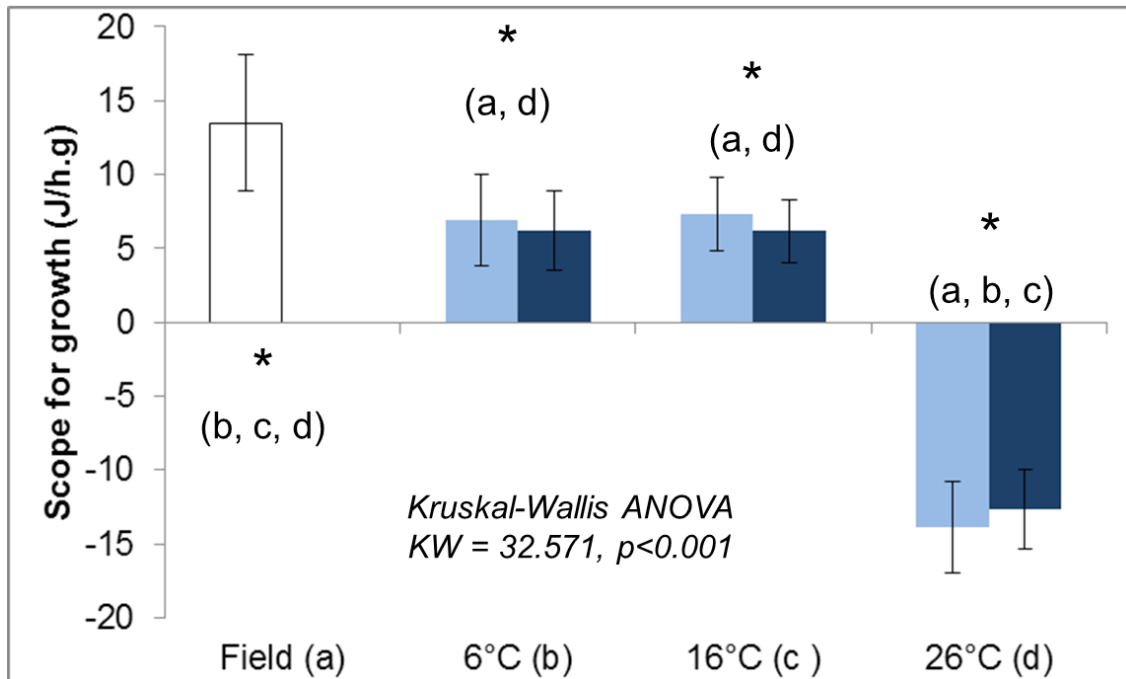 Scope for growth (J/h.g)
20
15
10
5
0
-5
-10
-15
-20
*
(b, c, d)
*
(a, d)
*
(a, d)
*
(a, b, c)
Kruskal-Wallis ANOVA
KW = 32.571, p<0.001
Field (a)
6°C (b)
16°C (c )
26°C (d)